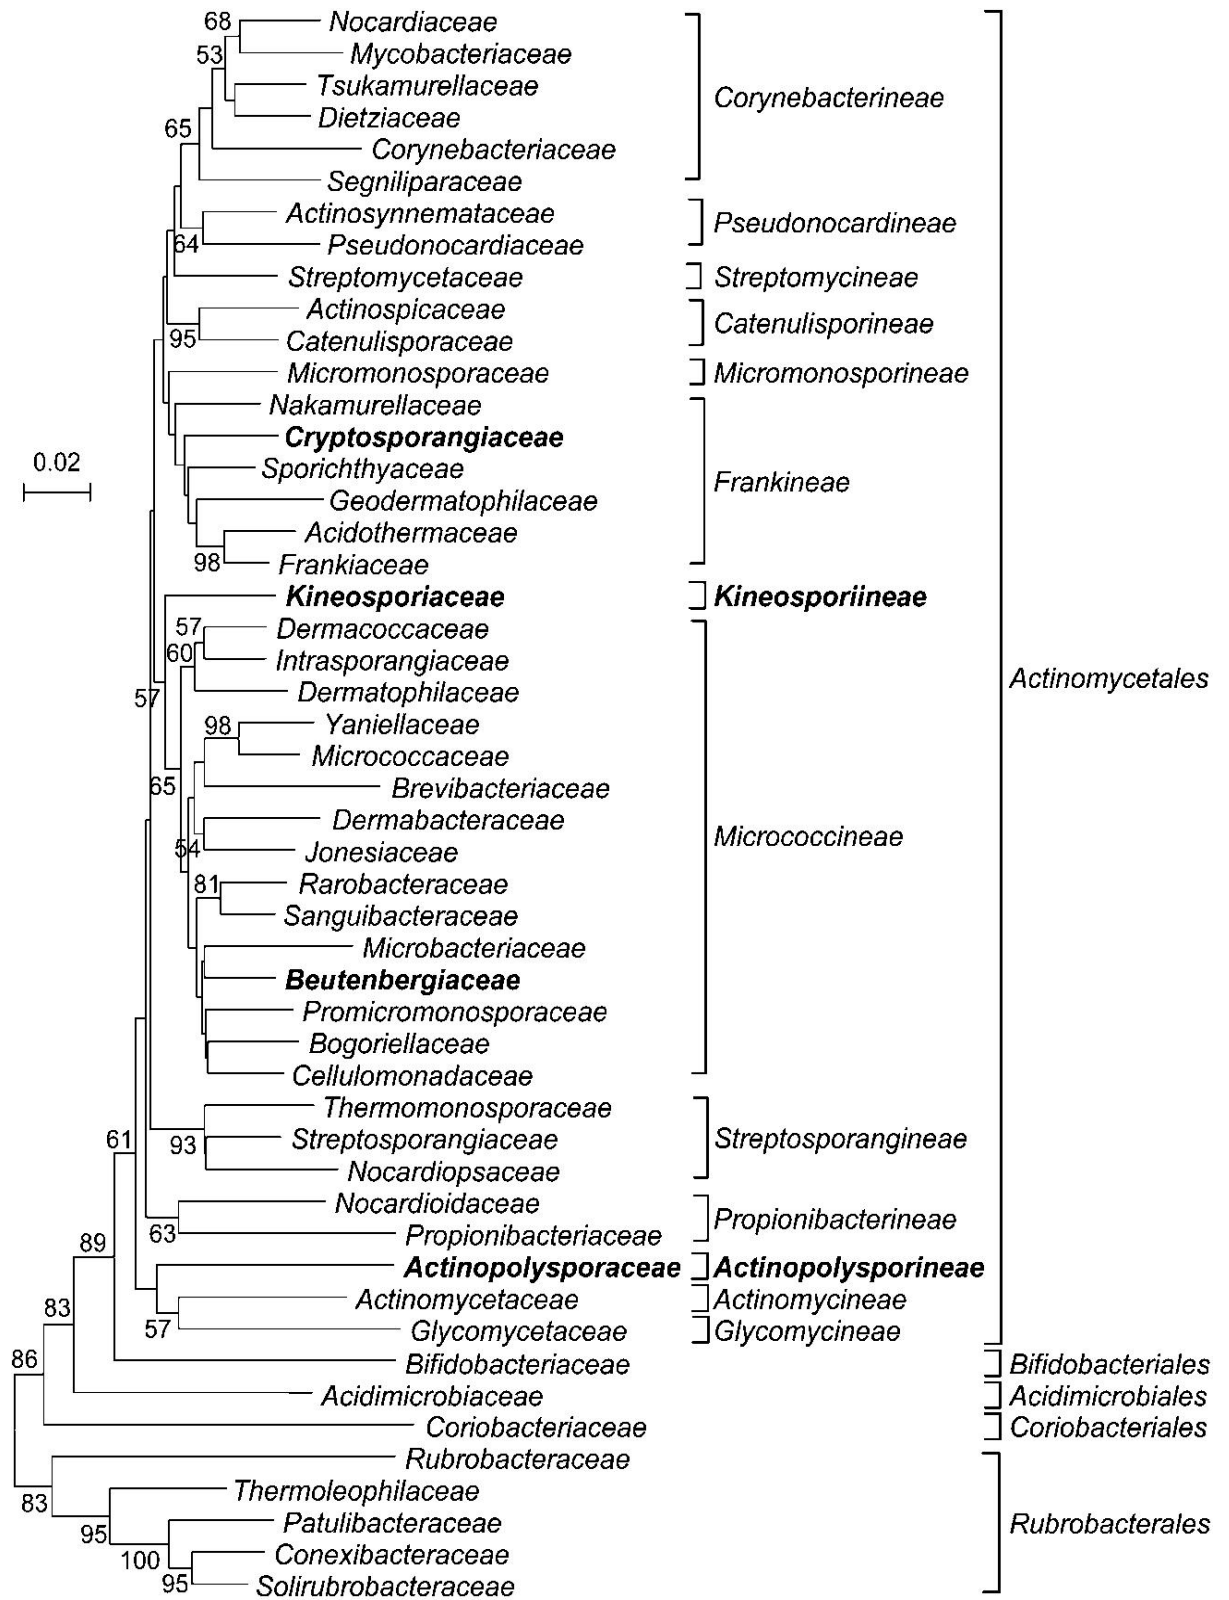 68
Nocardiaceae
53
Mycobacteriaceae
Tsukamurellaceae
Corynebacterineae
Dietziaceae
65
Corynebacteriaceae
Segniliparaceae
Actinosynnemataceae
Pseudonocardineae
64
Pseudonocardiaceae
Streptomycetaceae
Streptomycineae
Actinospicaceae
Catenulisporineae
95
Catenulisporaceae
Micromonosporaceae
Micromonosporineae
Nakamurellaceae
Cryptosporangiaceae
0.02
Sporichthyaceae
Frankineae
Geodermatophilaceae
Acidothermaceae
98
Frankiaceae
Kineosporiaceae
Kineosporiineae
57
Dermacoccaceae
60
Intrasporangiaceae
Actinomycetales
57
Dermatophilaceae
98
Yaniellaceae
Micrococcaceae
65
Brevibacteriaceae
Dermabacteraceae
Micrococcineae
54
Jonesiaceae
81
Rarobacteraceae
Sanguibacteraceae
Microbacteriaceae
Beutenbergiaceae
Promicromonosporaceae
Bogoriellaceae
Cellulomonadaceae
Thermomonosporaceae
61
93
Streptosporangiaceae
Streptosporangineae
Nocardiopsaceae
Nocardioidaceae
Propionibacterineae
63
Propionibacteriaceae
89
Actinopolysporaceae
Actinopolysporineae
83
Actinomycetaceae
Actinomycineae
57
Glycomycetaceae
Glycomycineae
86
Bifidobacteriaceae
Bifidobacteriales
Acidimicrobiaceae
Acidimicrobiales
Coriobacteriaceae
Coriobacteriales
Rubrobacteraceae
83
Thermoleophilaceae
95
Patulibacteraceae
Rubrobacterales
100
Conexibacteraceae
95
Solirubrobacteraceae